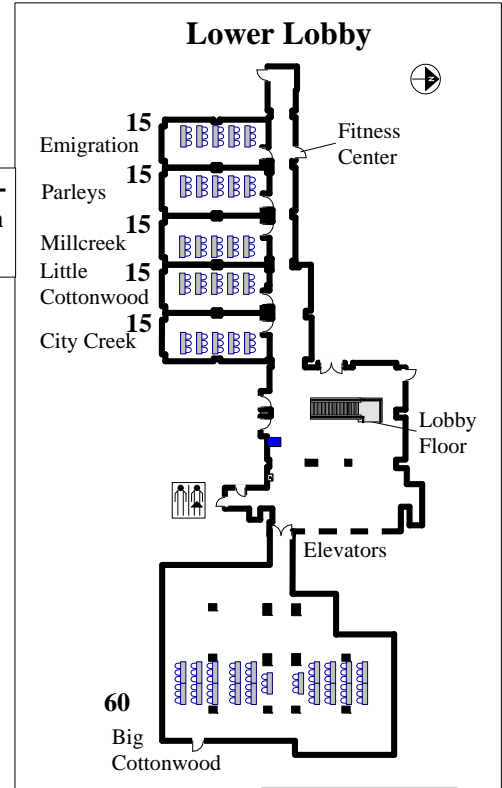 Lower Lobby
N
15
Emigration
Fitness
Center
15
Parleys
15
Millcreek
15
Little
Cottonwood
15
City Creek
Lobby
Floor
Elevators
60
Big
Cottonwood